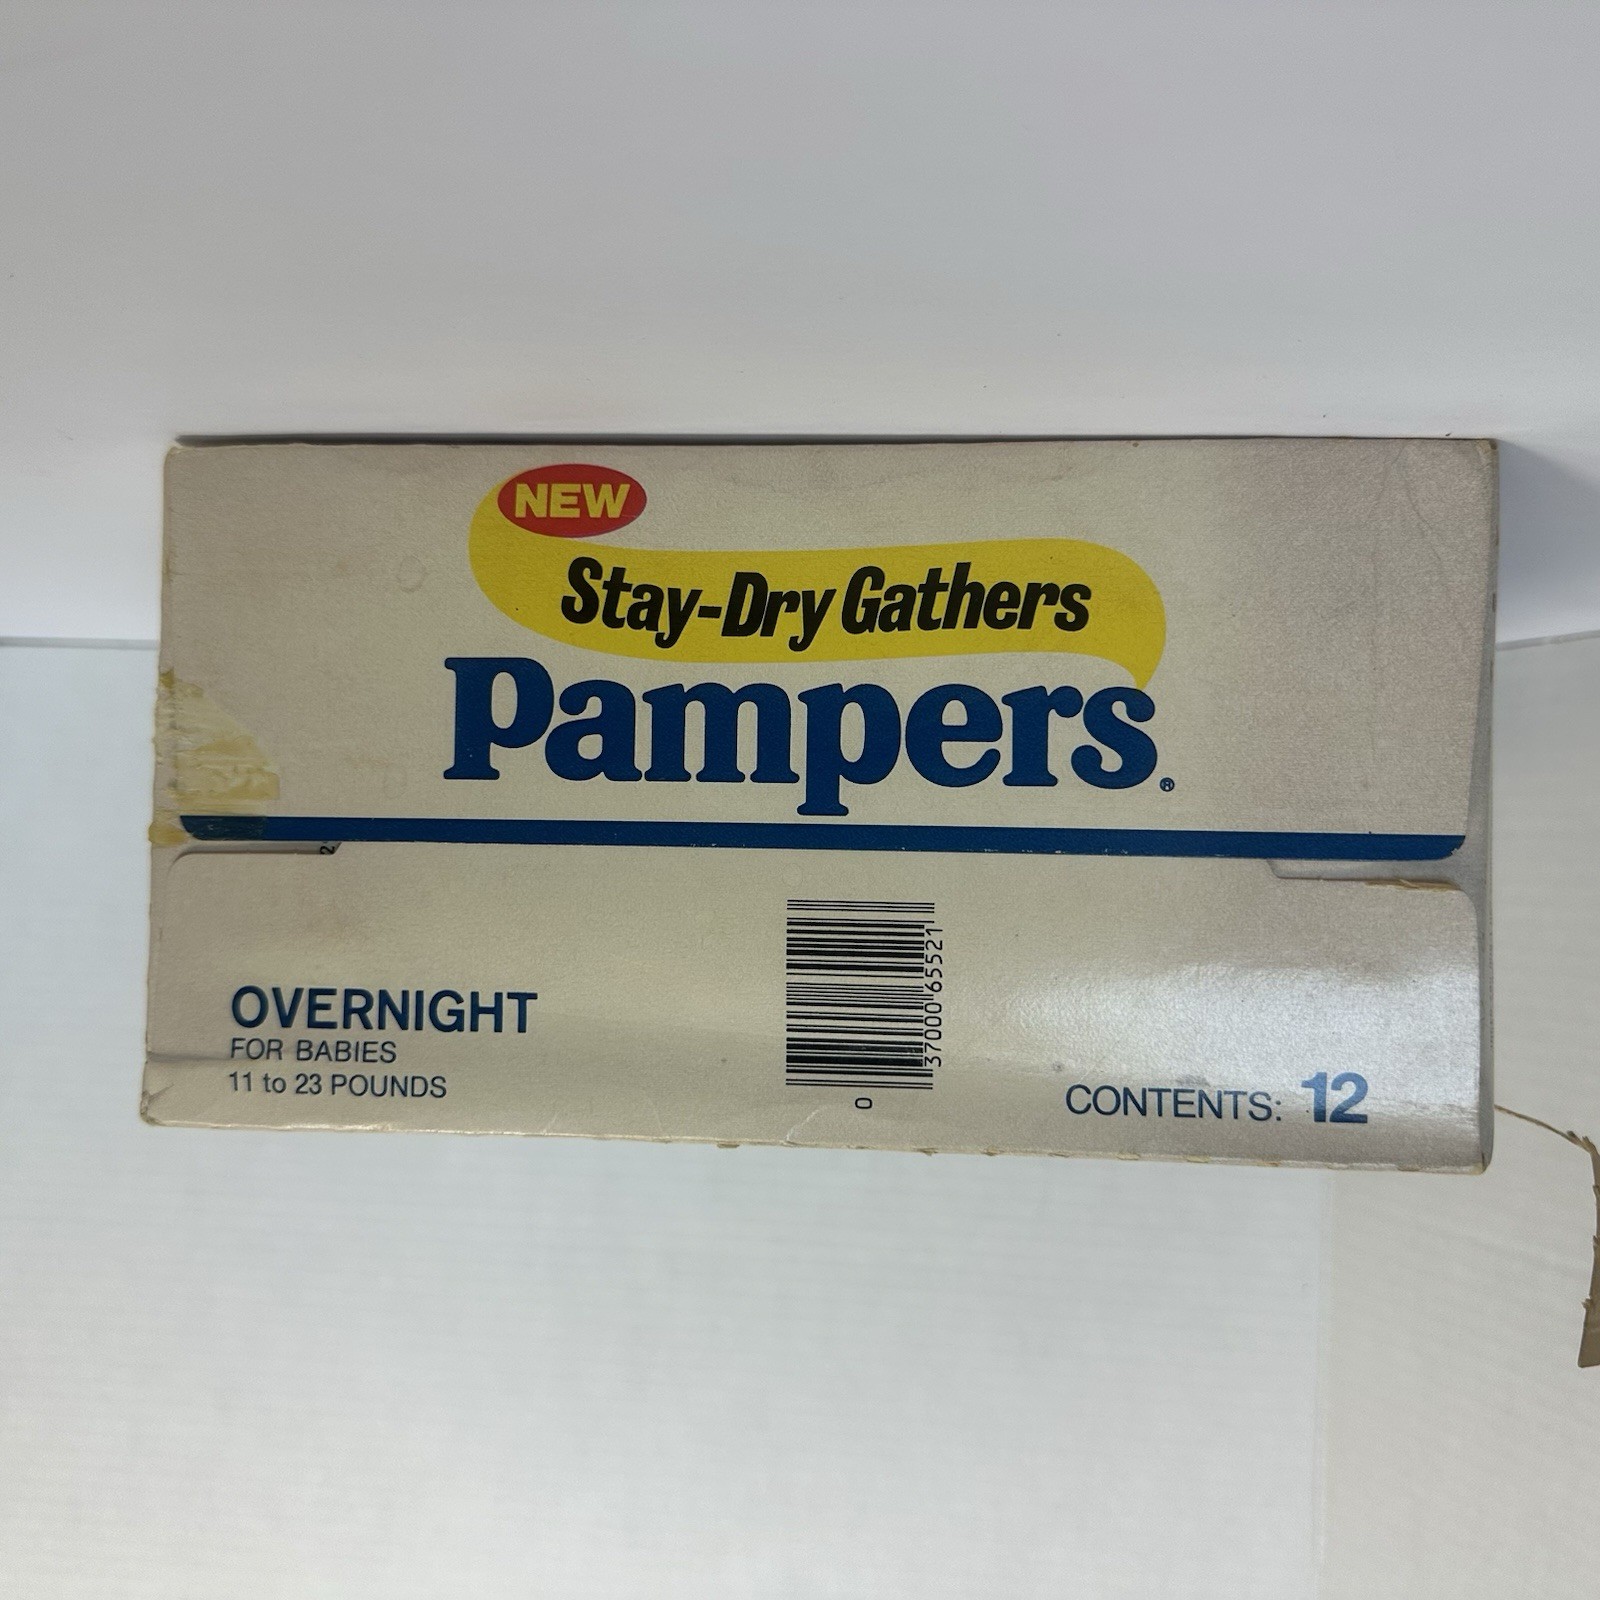 NEW
Stay-Dry Gathers
Pampers®
OVERNIGHT
FOR BABIES
11 to 23 POUNDS
0 37000 65521
CONTENTS: 12